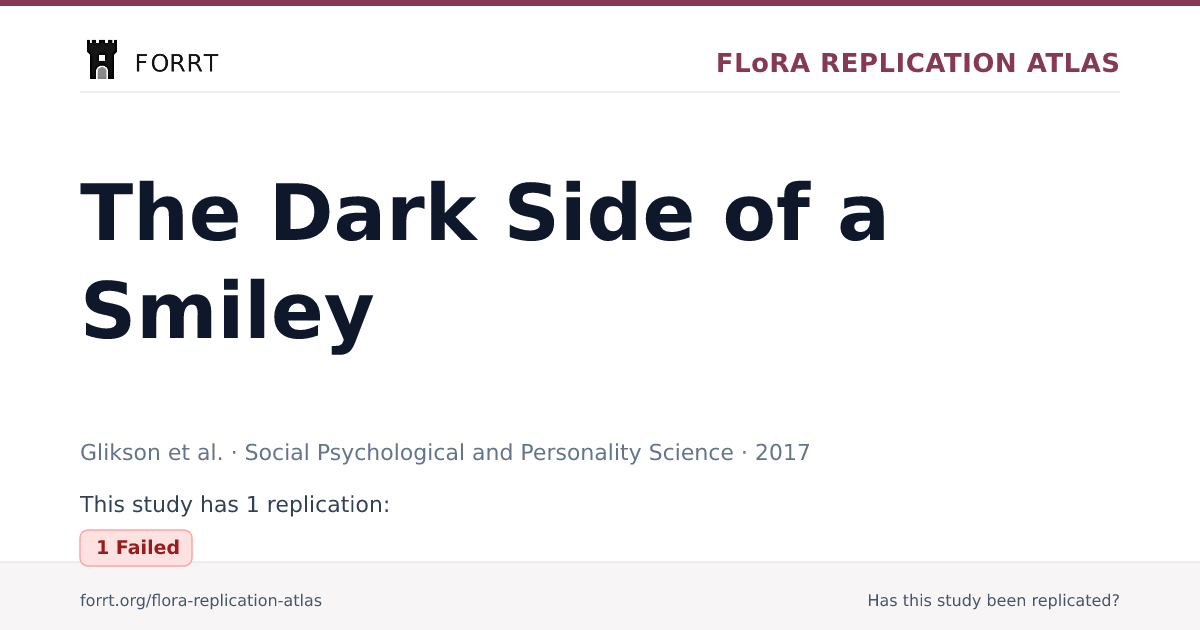 FORRT
FLoRA REPLICATION ATLAS
The Dark Side of a
Smiley
Glikson et al. · Social Psychological and Personality Science · 2017
This study has 1 replication:
1 Failed
forrt.org/flora-replication-atlas
Has this study been replicated?